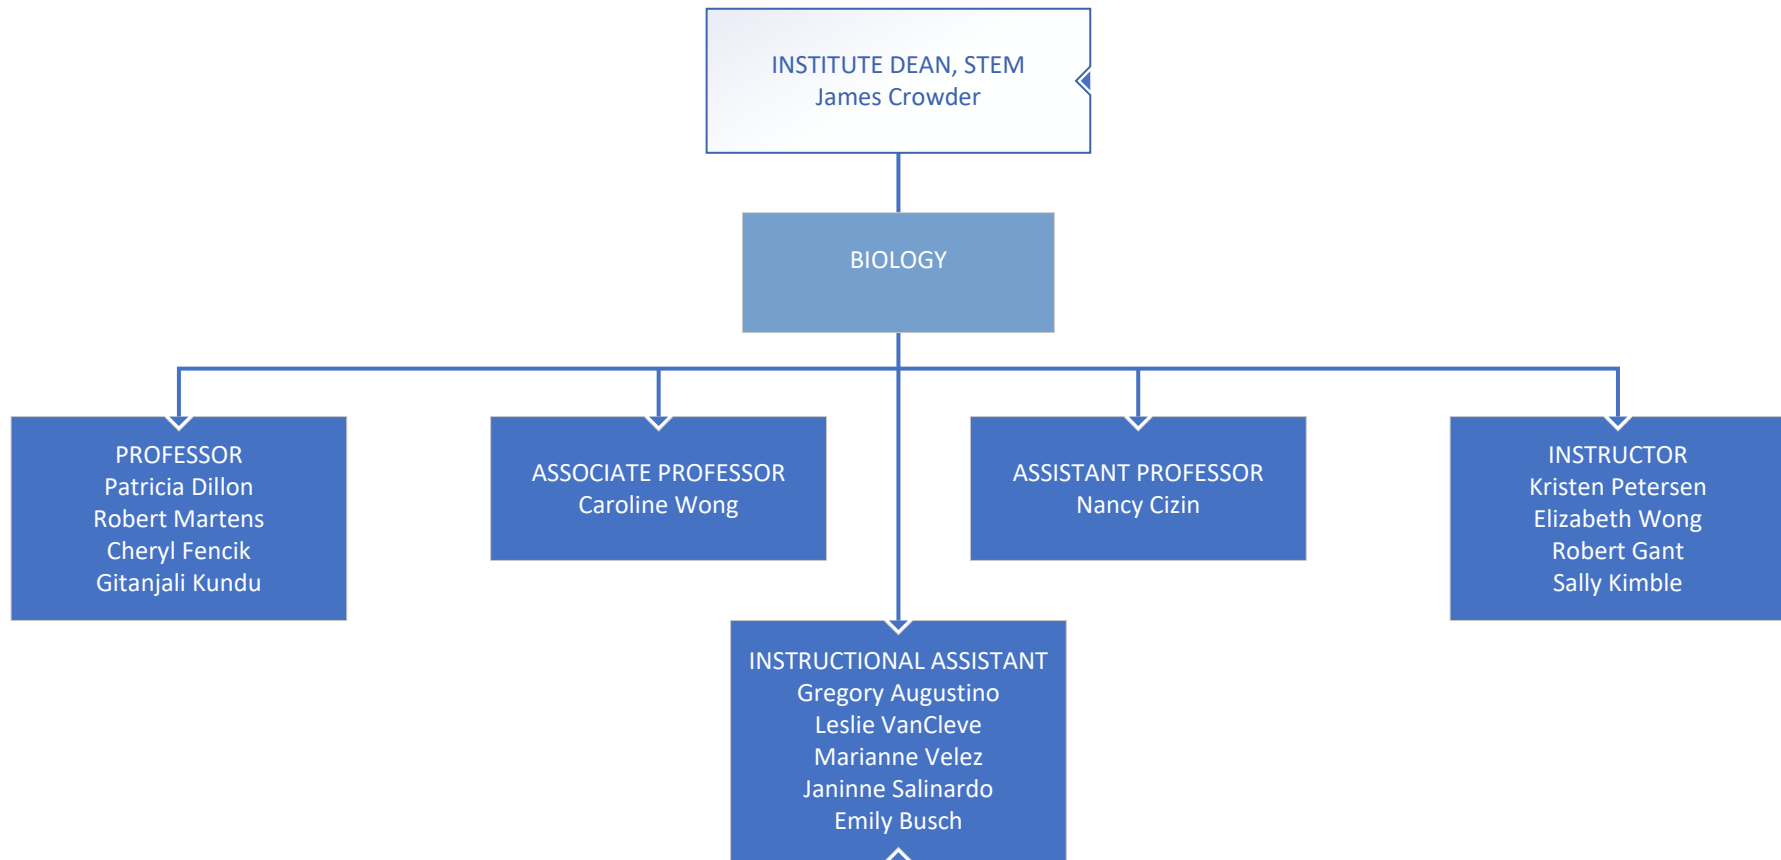 INSTITUTE DEAN, STEM
James Crowder
BIOLOGY
PROFESSOR
Patricia Dillon
Robert Martens
Cheryl Fencik
Gitanjali Kundu
ASSOCIATE PROFESSOR
Caroline Wong
ASSISTANT PROFESSOR
Nancy Cizin
INSTRUCTOR
Kristen Petersen
Elizabeth Wong
Robert Gant
Sally Kimble
INSTRUCTIONAL ASSISTANT
Gregory Augustino
Leslie VanCleve
Marianne Velez
Janinne Salinardo
Emily Busch